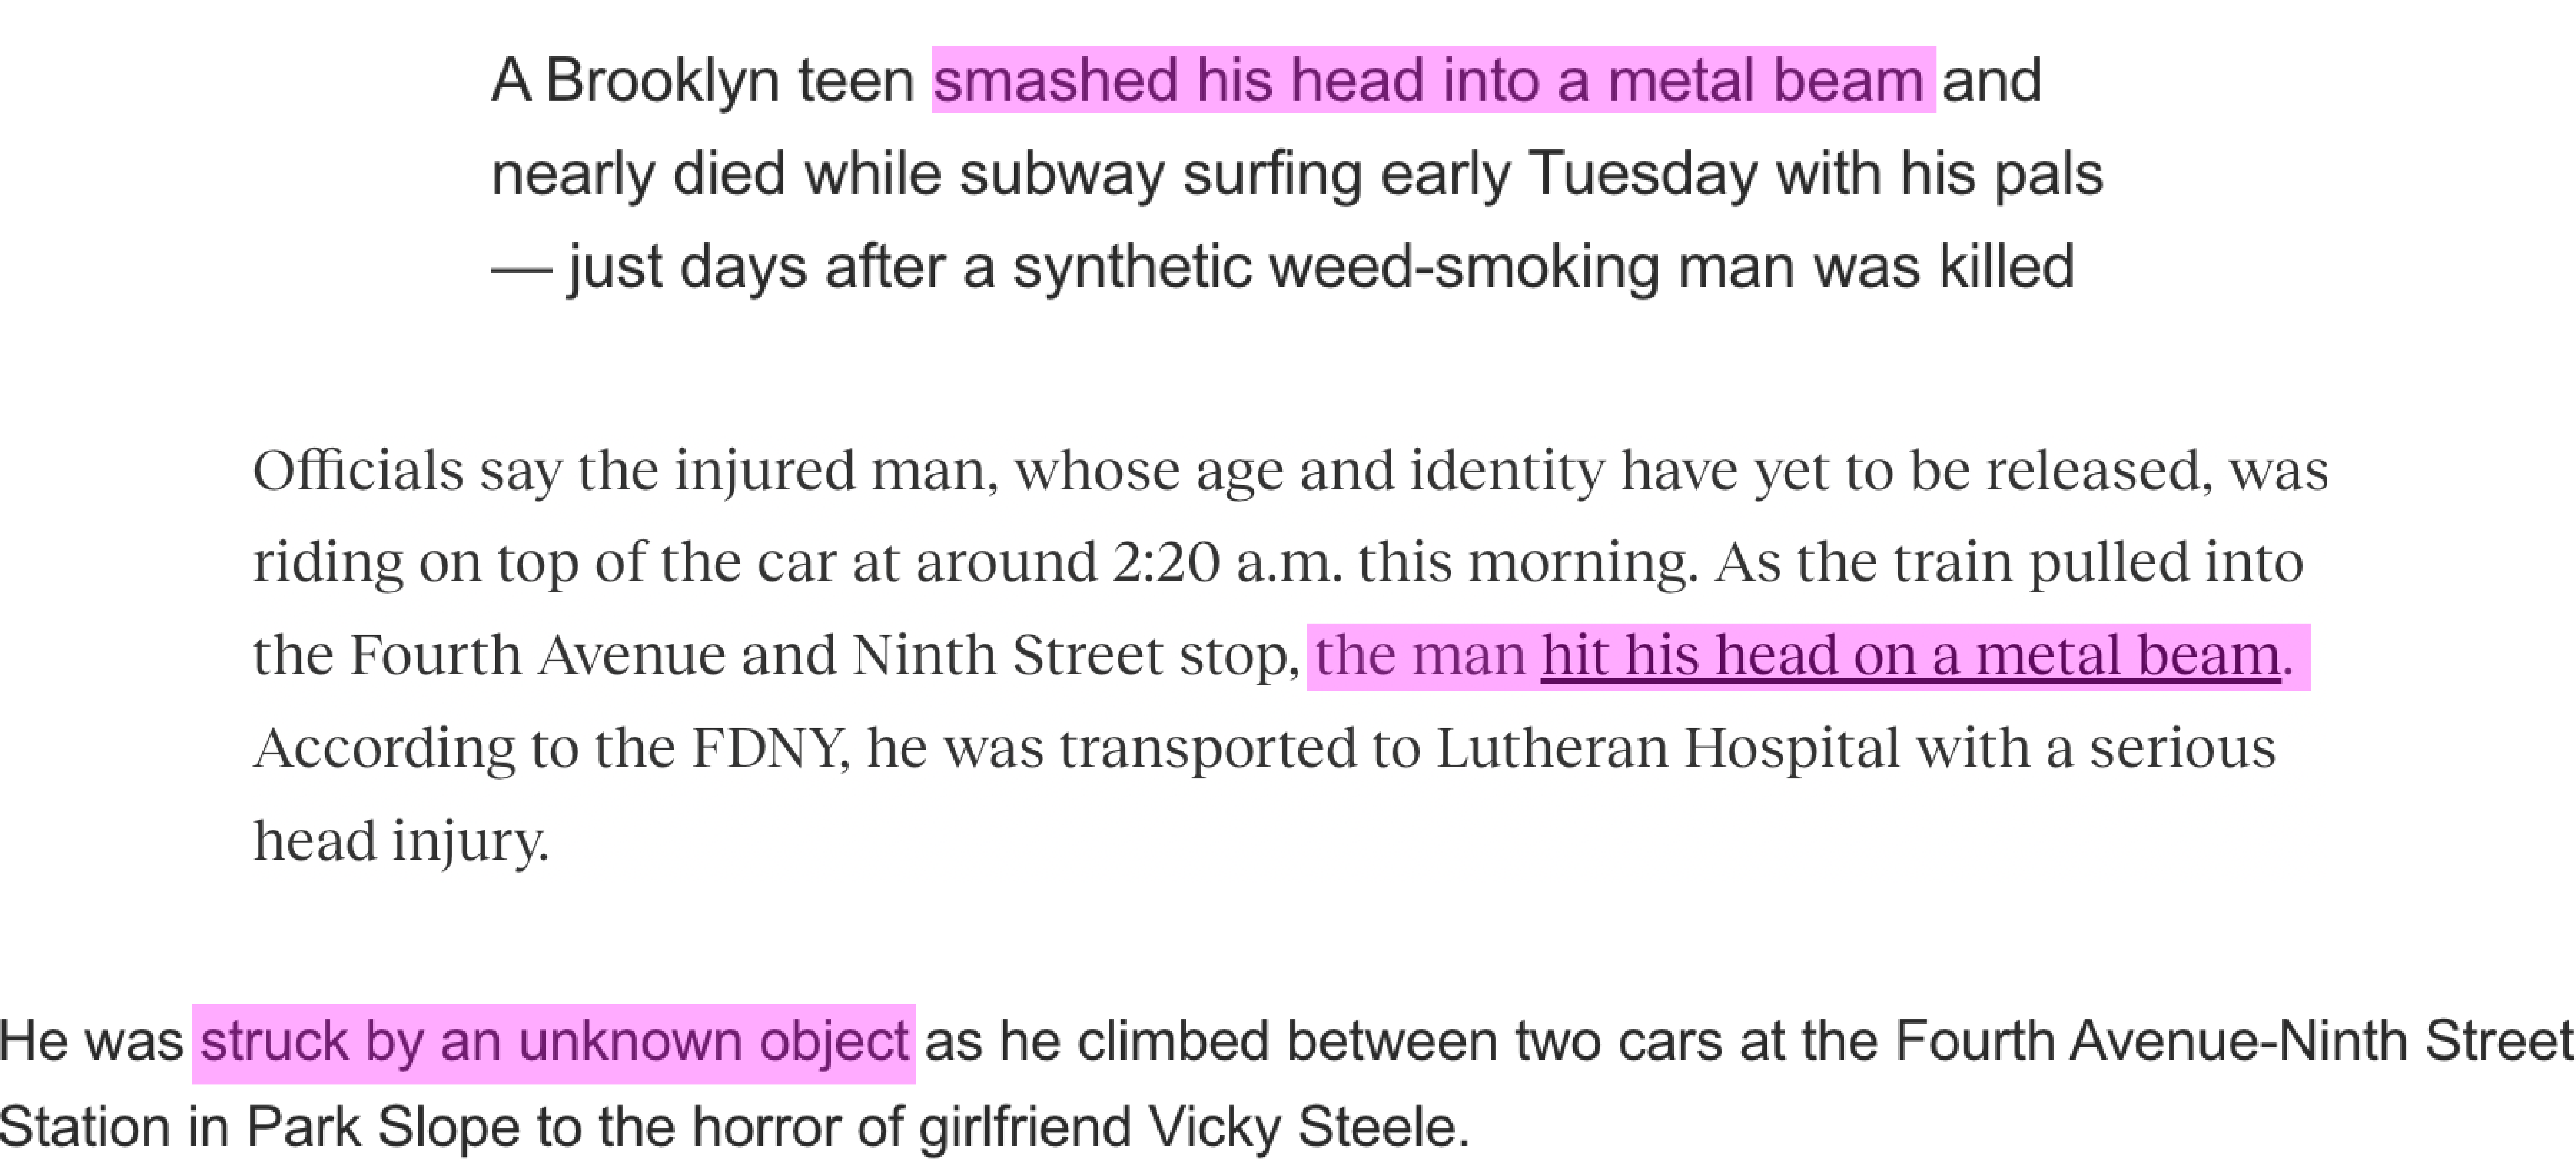 A Brooklyn teen smashed his head into a metal beam and
nearly died while subway surfing early Tuesday with his pals
— just days after a synthetic weed-smoking man was killed
Officials say the injured man, whose age and identity have yet to be released, was
riding on top of the car at around 2:20 a.m. this morning. As the train pulled into
the Fourth Avenue and Ninth Street stop, the man hit his head on a metal beam.
According to the FDNY, he was transported to Lutheran Hospital with a serious
head injury.
He was struck by an unknown object as he climbed between two cars at the Fourth Avenue-Ninth Street
Station in Park Slope to the horror of girlfriend Vicky Steele.